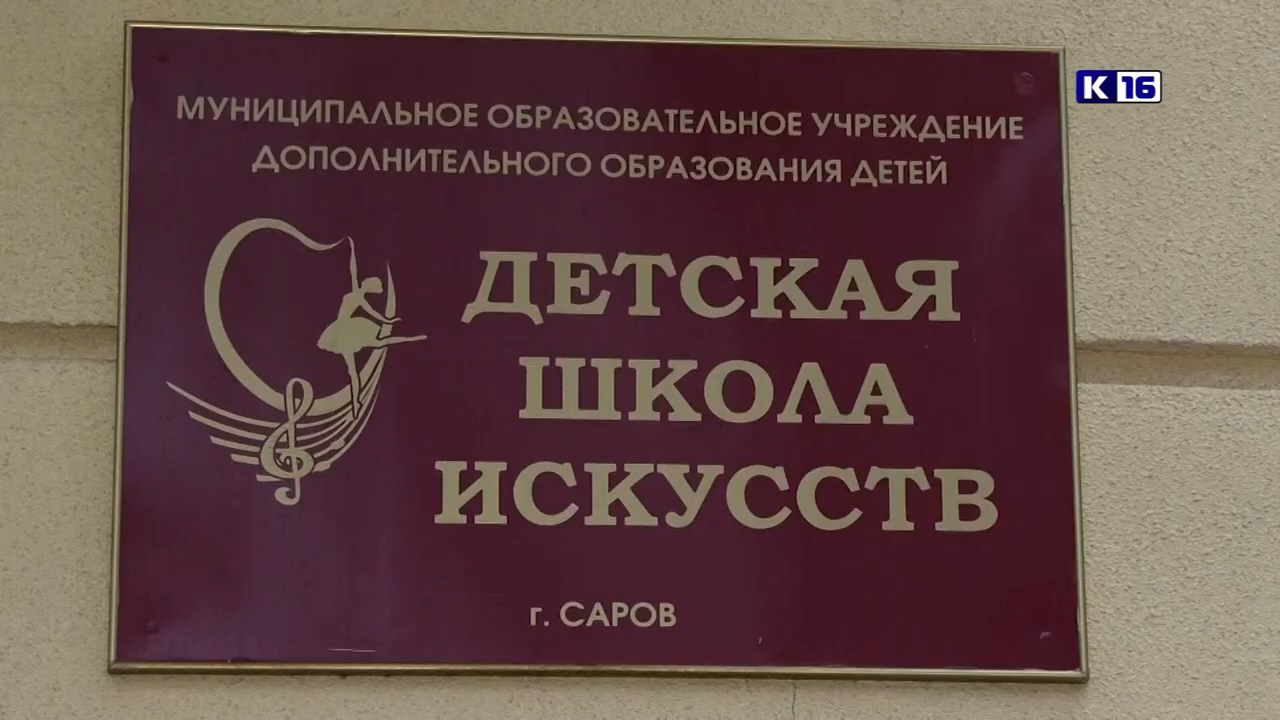 К 16
МУНИЦИПАЛЬНОЕ ОБРАЗОВАТЕЛЬНОЕ УЧРЕЖДЕНИЕ
ДОПОЛНИТЕЛЬНОГО ОБРАЗОВАНИЯ ДЕТЕЙ
ДЕТСКАЯ
ШКОЛА
ИСКУССТВ
г. САРОВ